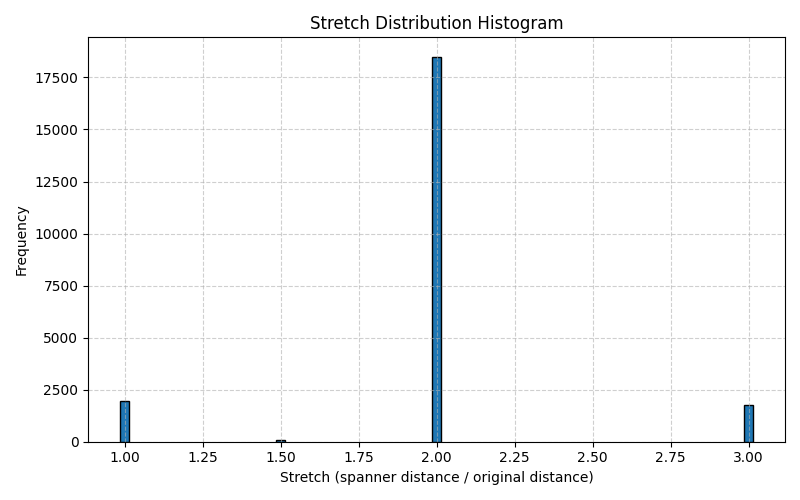 Stretch Distribution Histogram
Frequency
17500
15000
12500
10000
7500
5000
2500
0
1.00 1.25 1.50 1.75 2.00 2.25 2.50 2.75 3.00
Stretch (spanner distance / original distance)